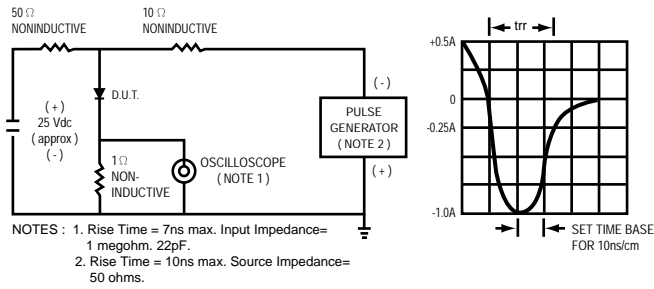 50 Ω
NONINDUCTIVE
10 Ω
NONINDUCTIVE
( + )
25 Vdc
( approx )
( - )
D.U.T.
1 Ω
NON-
INDUCTIVE
OSCILLOSCOPE
( NOTE 1 )
( - )
PULSE
GENERATOR
( NOTE 2 )
( + )
trr
+0.5A
0
-0.25A
-1.0A
SET TIME BASE
FOR 10ns/cm
NOTES : 1. Rise Time = 7ns max. Input Impedance=
1 megohm. 22pF.
2. Rise Time = 10ns max. Source Impedance=
50 ohms.